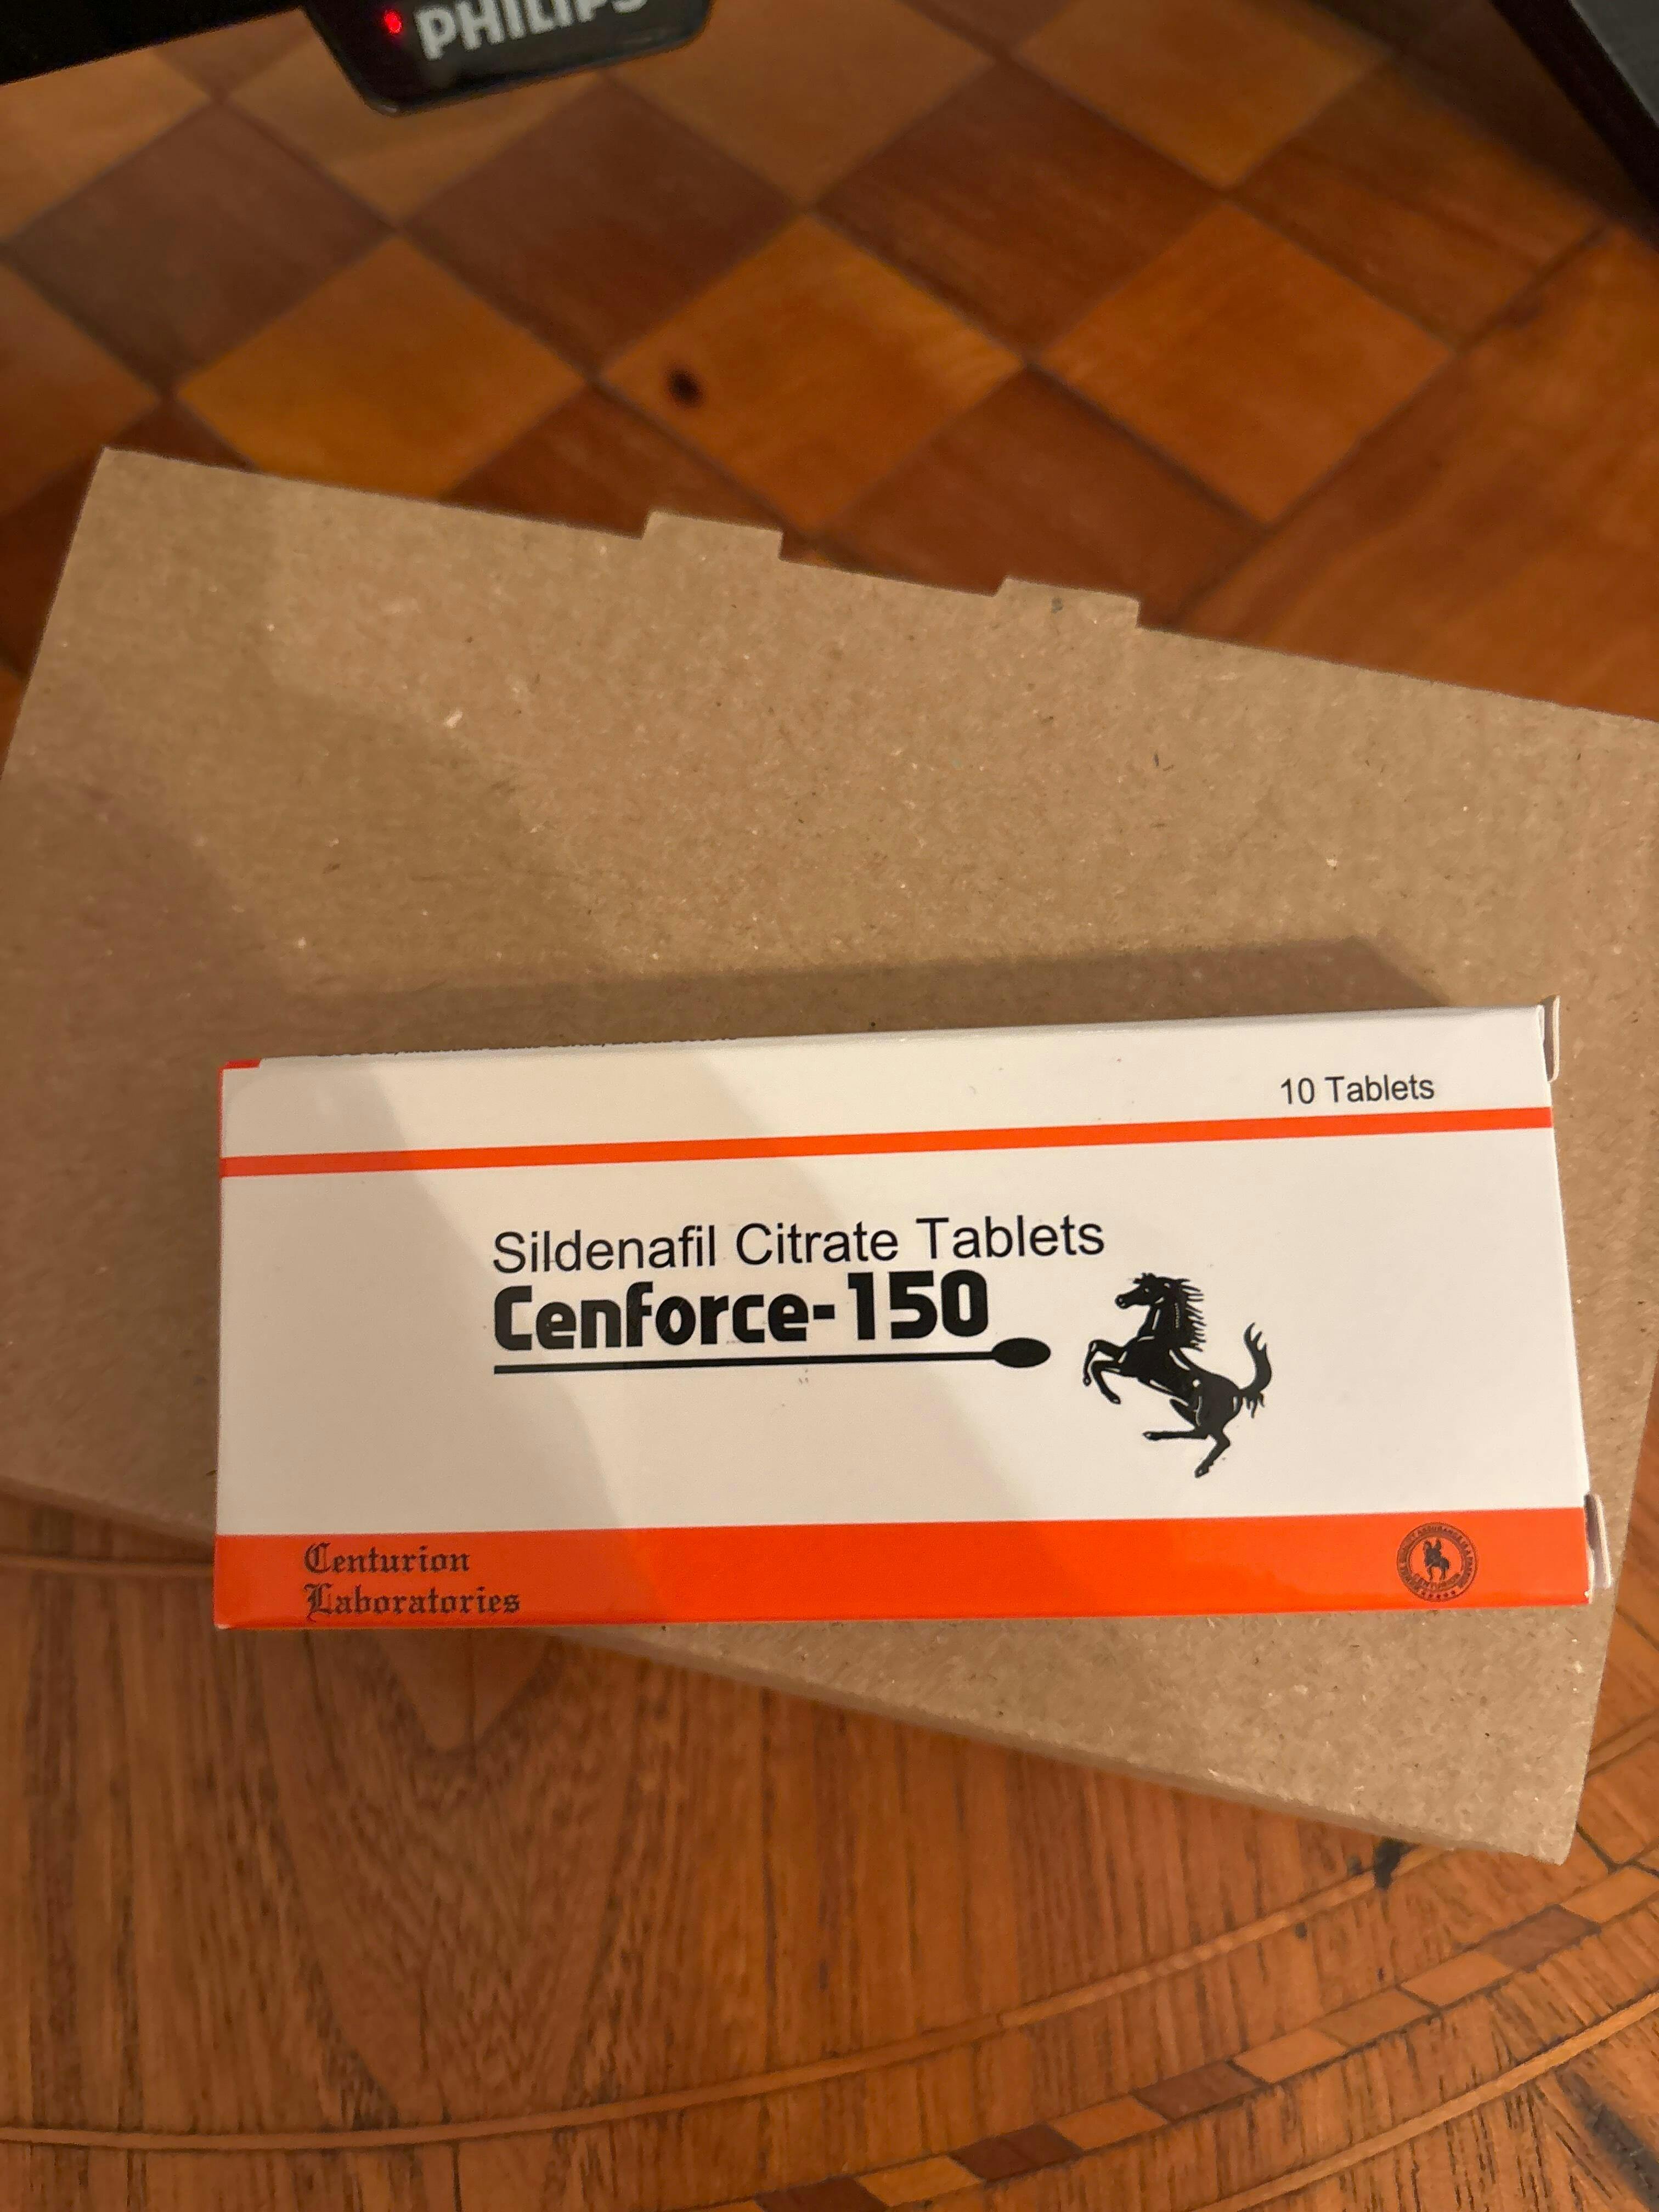 PHILIPS
10 Tablets
Sildenafil Citrate Tablets
Cenforce-150
Centurion
Laboratories